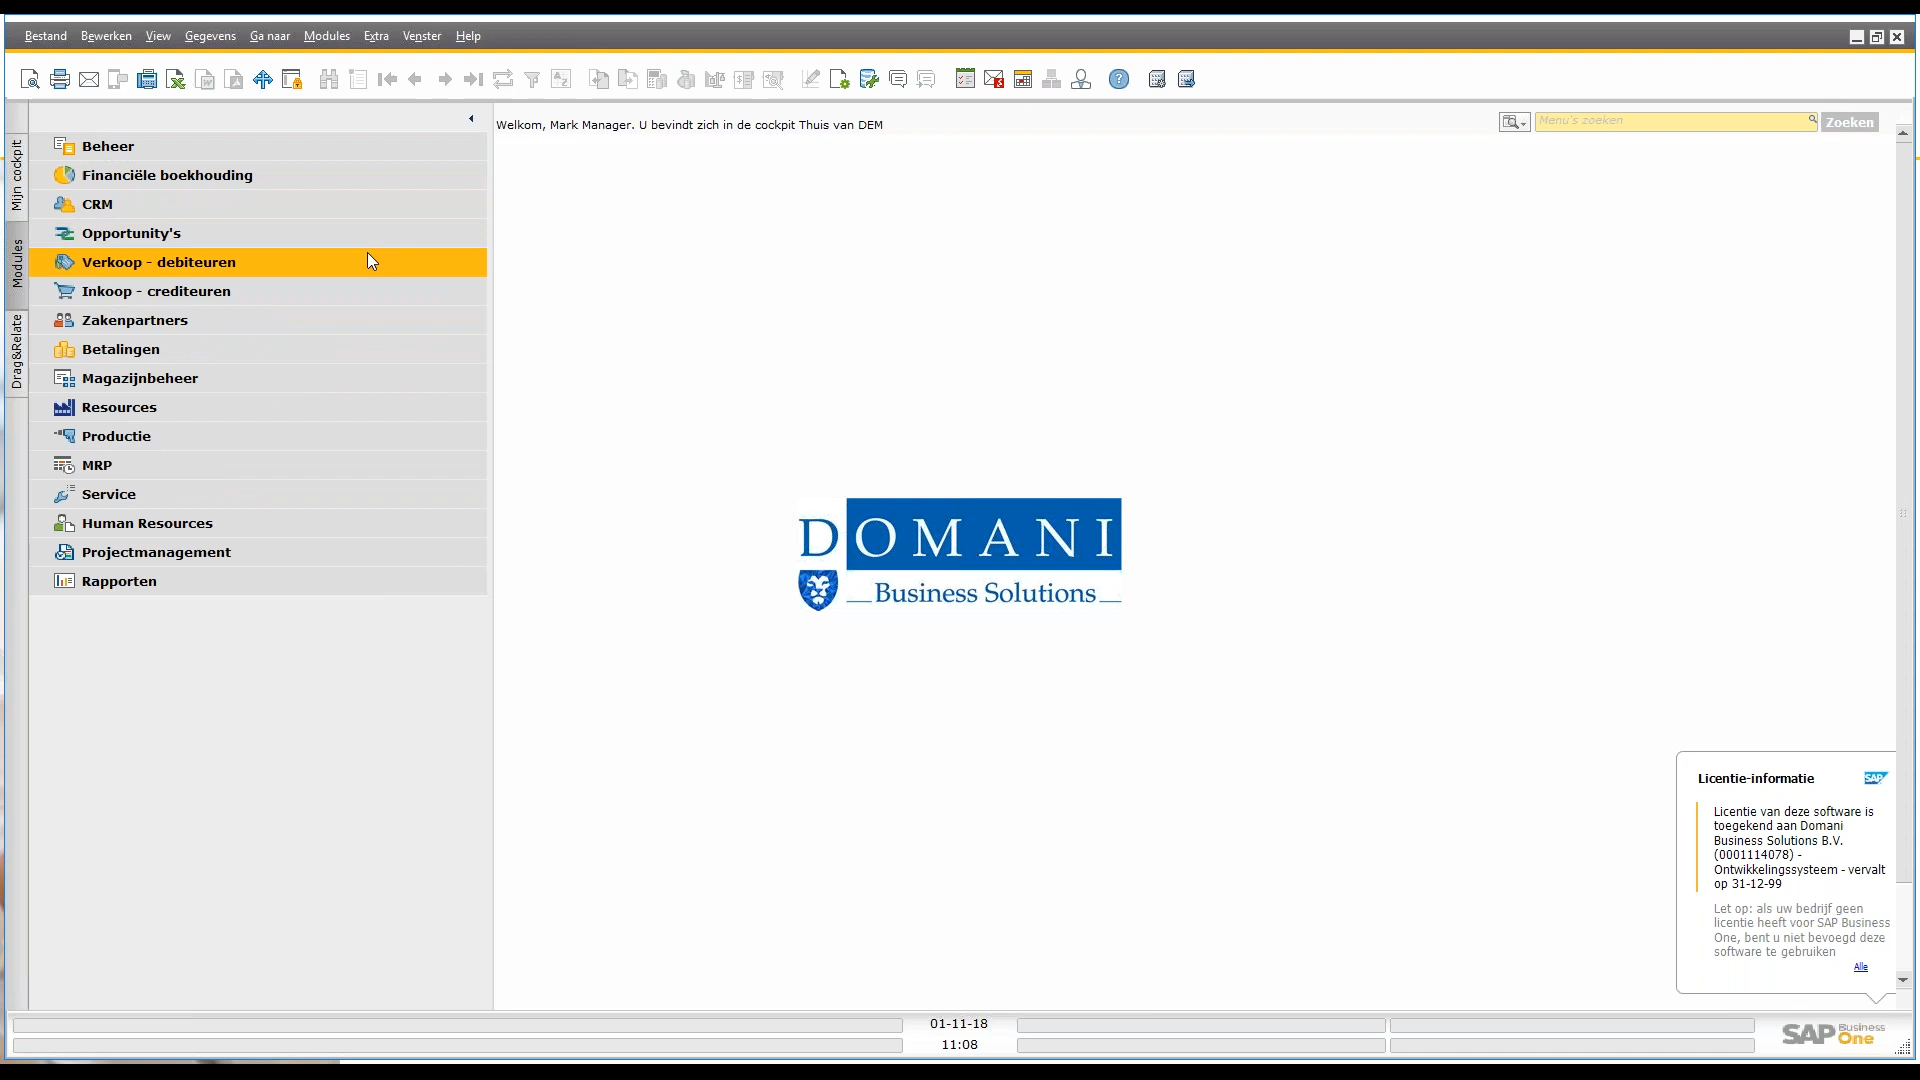 Bestand Bewerken View Gegevens Ga naar Modules Extra Venster Help
Welkom, Mark Manager. U bevindt zich in de cockpit Thuis van DEM
Menu's zoeken
Zoeken
Mijn cockpit
Modules
Drag&Relate
Beheer
Financiële boekhouding
CRM
Opportunity's
Verkoop - debiteuren
Inkoop - crediteuren
Zakenpartners
Betalingen
Magazijnbeheer
Resources
Productie
MRP
Service
Human Resources
Projectmanagement
Rapporten
DOMANI
Business Solutions
Licentie-informatie
SAP
Licentie van deze software is
toegekend aan Domani
Business Solutions B.V.
(0001114078) -
Ontwikkelingssysteem - vervalt
op 31-12-99
Let op: als uw bedrijf geen
licentie heeft voor SAP Business
One, bent u niet bevoegd deze
software te gebruiken
Alle
01-11-18
11:08
SAP Business
One